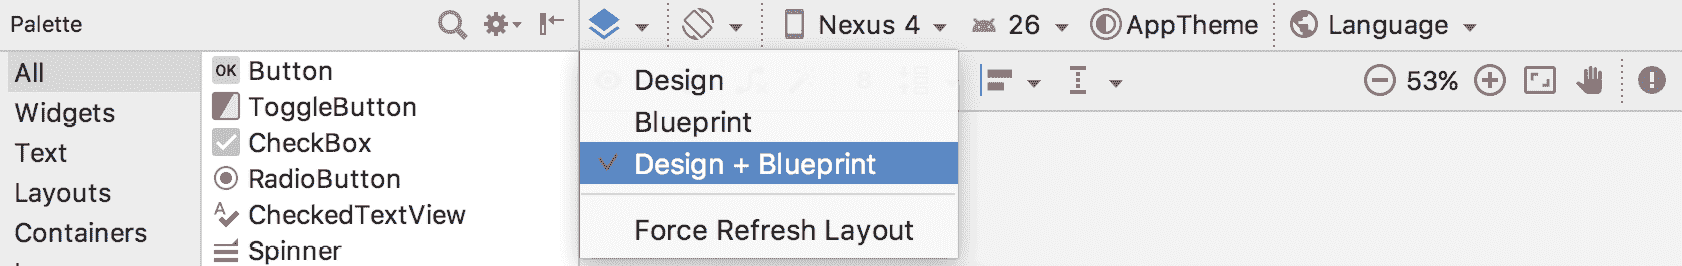 Palette
Nexus 4
26
AppTheme
Language
All
Widgets
Text
Layouts
Containers
OK Button
ToggleButton
CheckBox
RadioButton
CheckedTextView
Spinner
Design
Blueprint
Design + Blueprint
Force Refresh Layout
8
53%